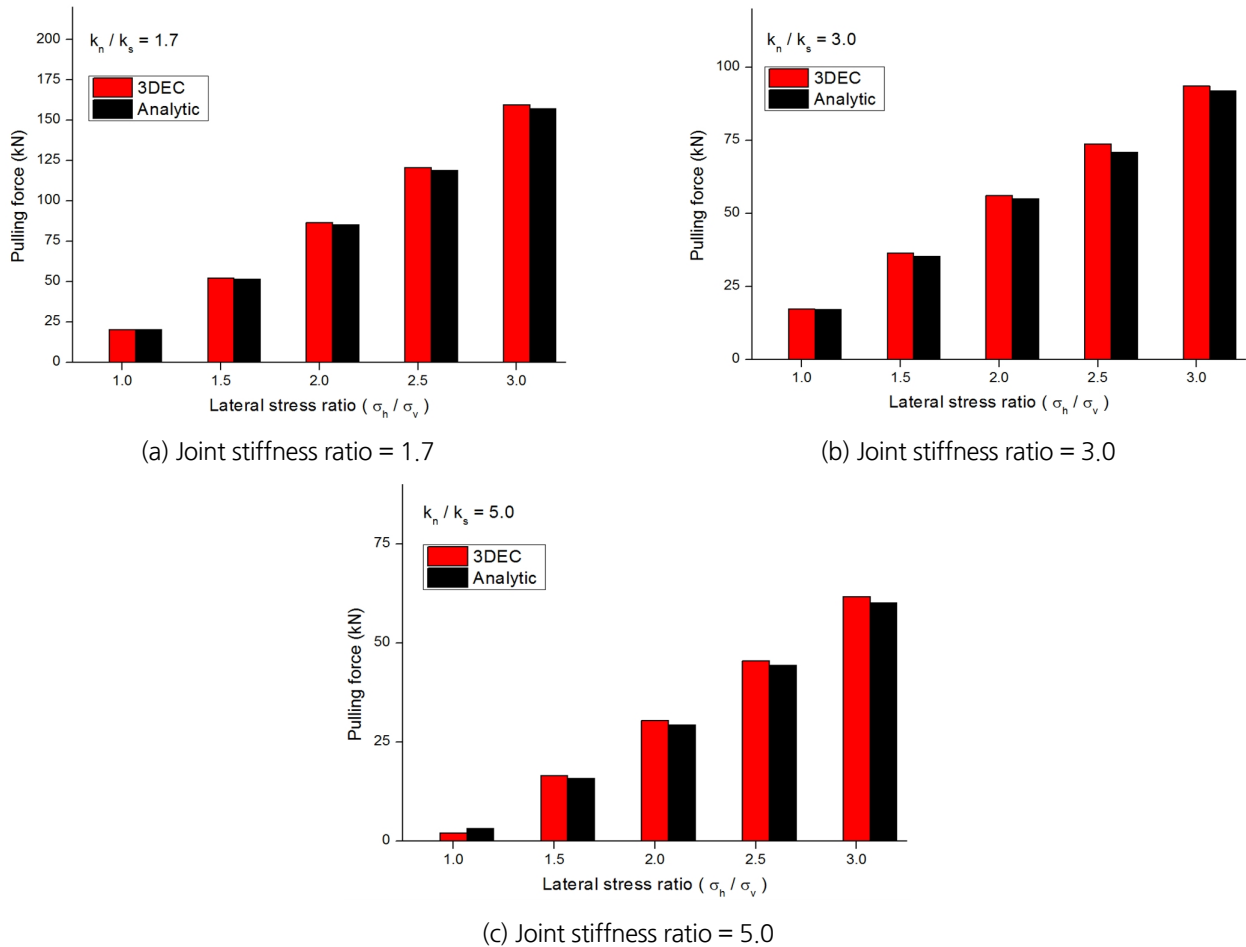 k_n / k_s = 1.7
3DEC
Analytic
Pulling force (kN)
200
175
150
125
100
75
50
25
0
1.0 1.5 2.0 2.5 3.0
Lateral stress ratio ( σ_h / σ_v )
(a) Joint stiffness ratio = 1.7
k_n / k_s = 3.0
3DEC
Analytic
Pulling force (kN)
100
75
50
25
0
1.0 1.5 2.0 2.5 3.0
Lateral stress ratio ( σ_h / σ_v )
(b) Joint stiffness ratio = 3.0
k_n / k_s = 5.0
3DEC
Analytic
Pulling force (kN)
75
50
25
0
1.0 1.5 2.0 2.5 3.0
Lateral stress ratio ( σ_h / σ_v )
(c) Joint stiffness ratio = 5.0